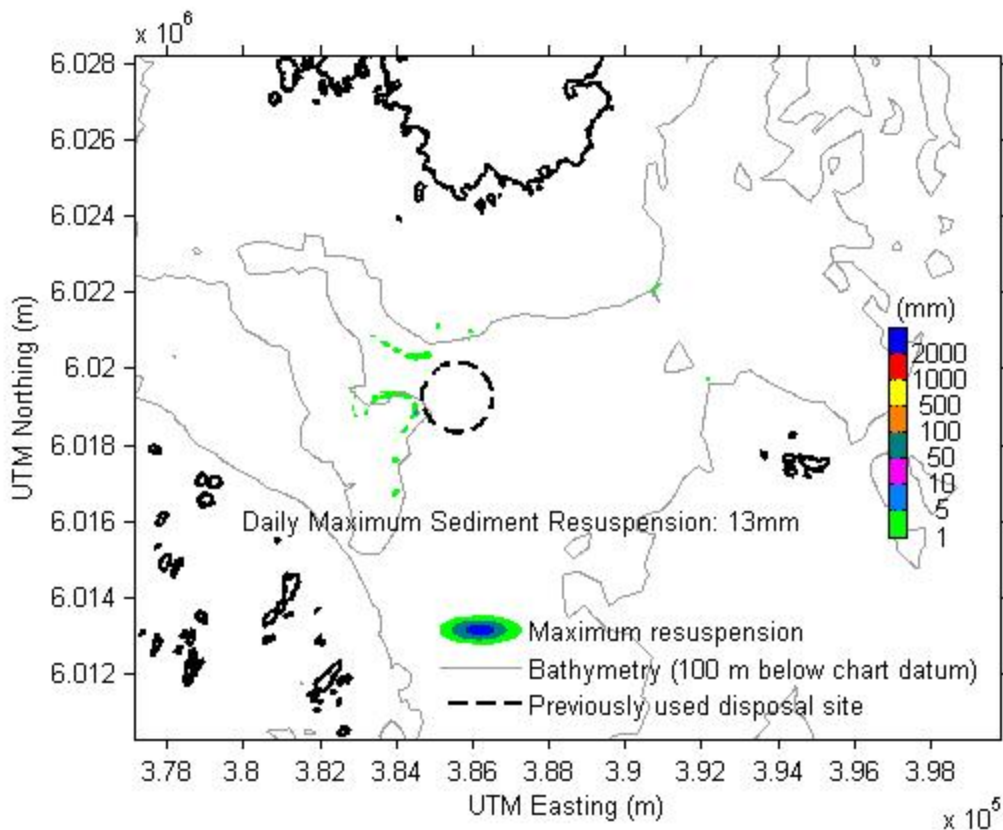 x 10^6
6.028
6.026
6.024
6.022
6.02
6.018
6.016
6.014
6.012
UTM Northing (m)
(mm)
2000
1000
500
100
50
10
5
1
Daily Maximum Sediment Resuspension: 13mm
Maximum resuspension
Bathymetry (100 m below chart datum)
Previously used disposal site
3.78 3.8 3.82 3.84 3.86 3.88 3.9 3.92 3.94 3.96 3.98
UTM Easting (m)
x 10^5